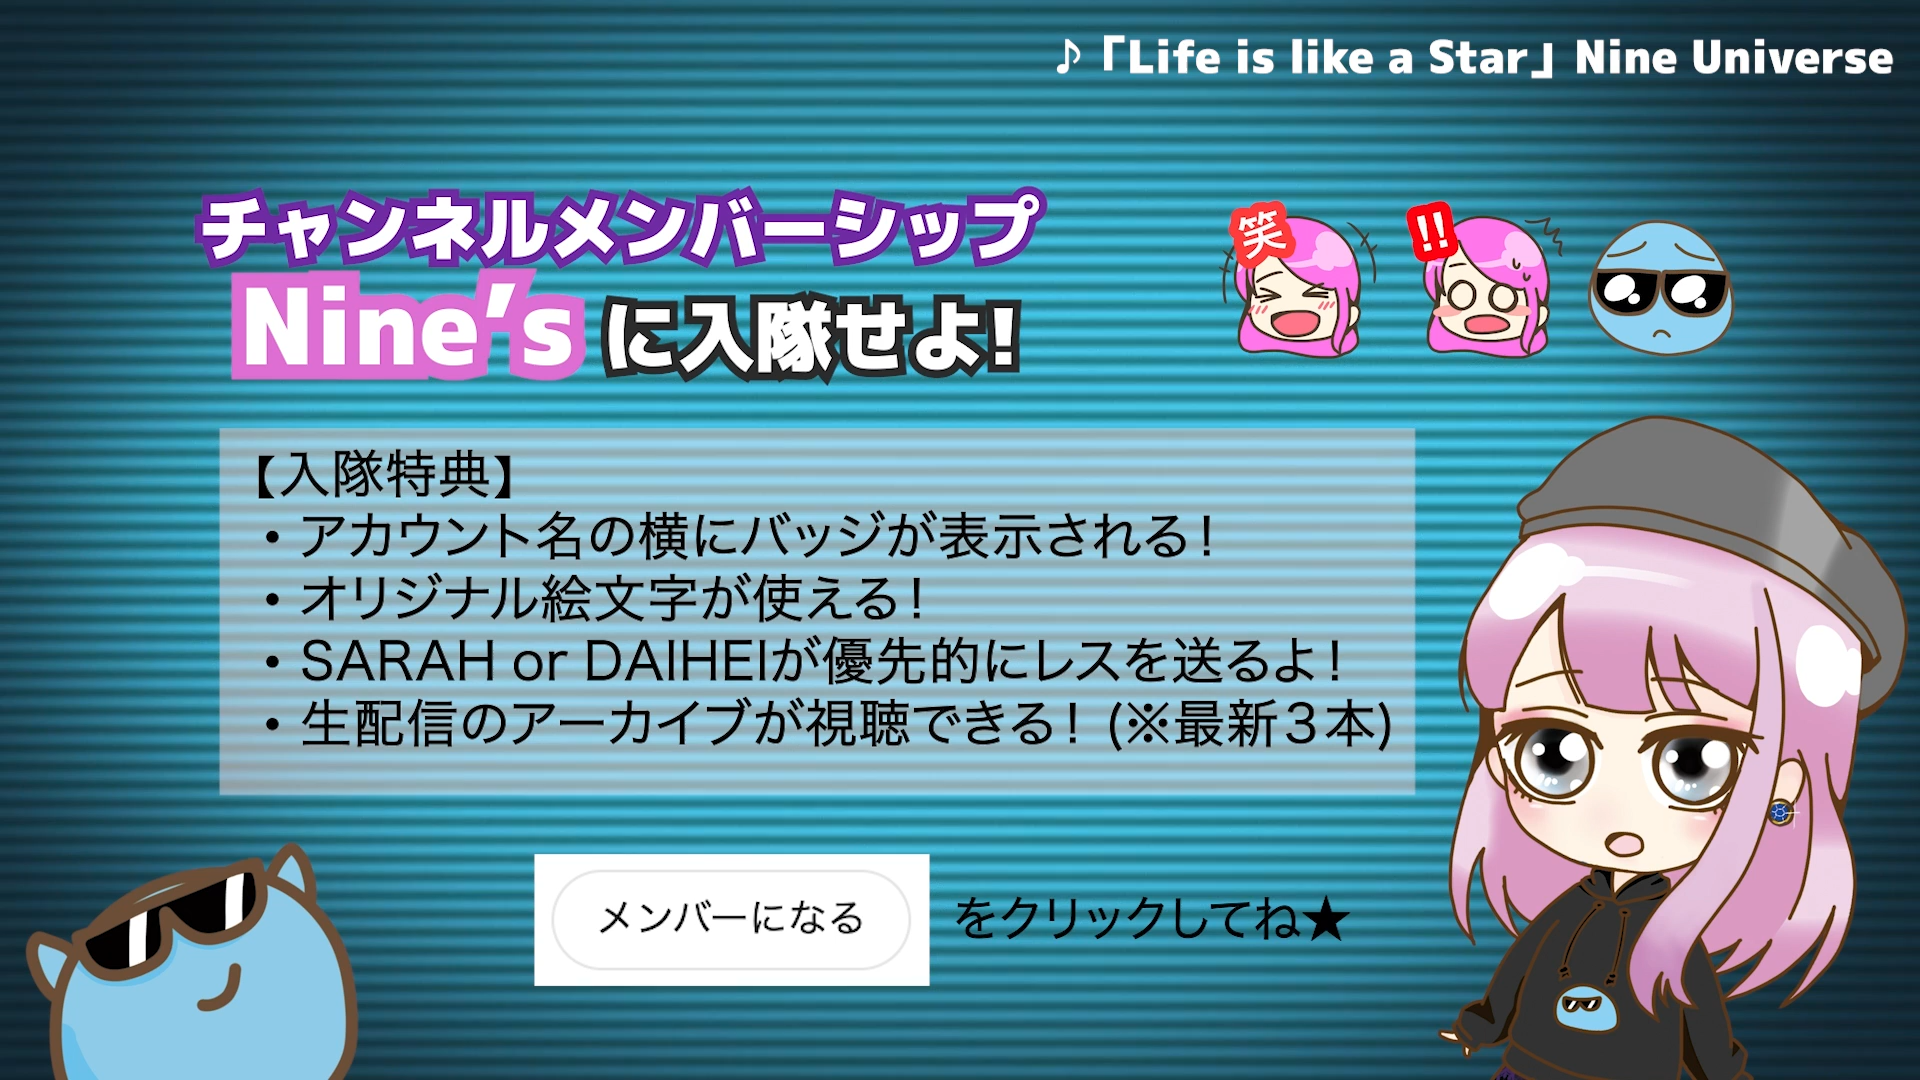 ♪「Life is like a Star」Nine Universe
チャンネルメンバーシップ
Nine's に入隊せよ!
笑
!!
【入隊特典】
・アカウント名の横にバッジが表示される！
・オリジナル絵文字が使える！
・SARAH or DAIHEIが優先的にレスを送るよ！
・生配信のアーカイブが視聴できる！(※最新３本)
メンバーになる をクリックしてね★